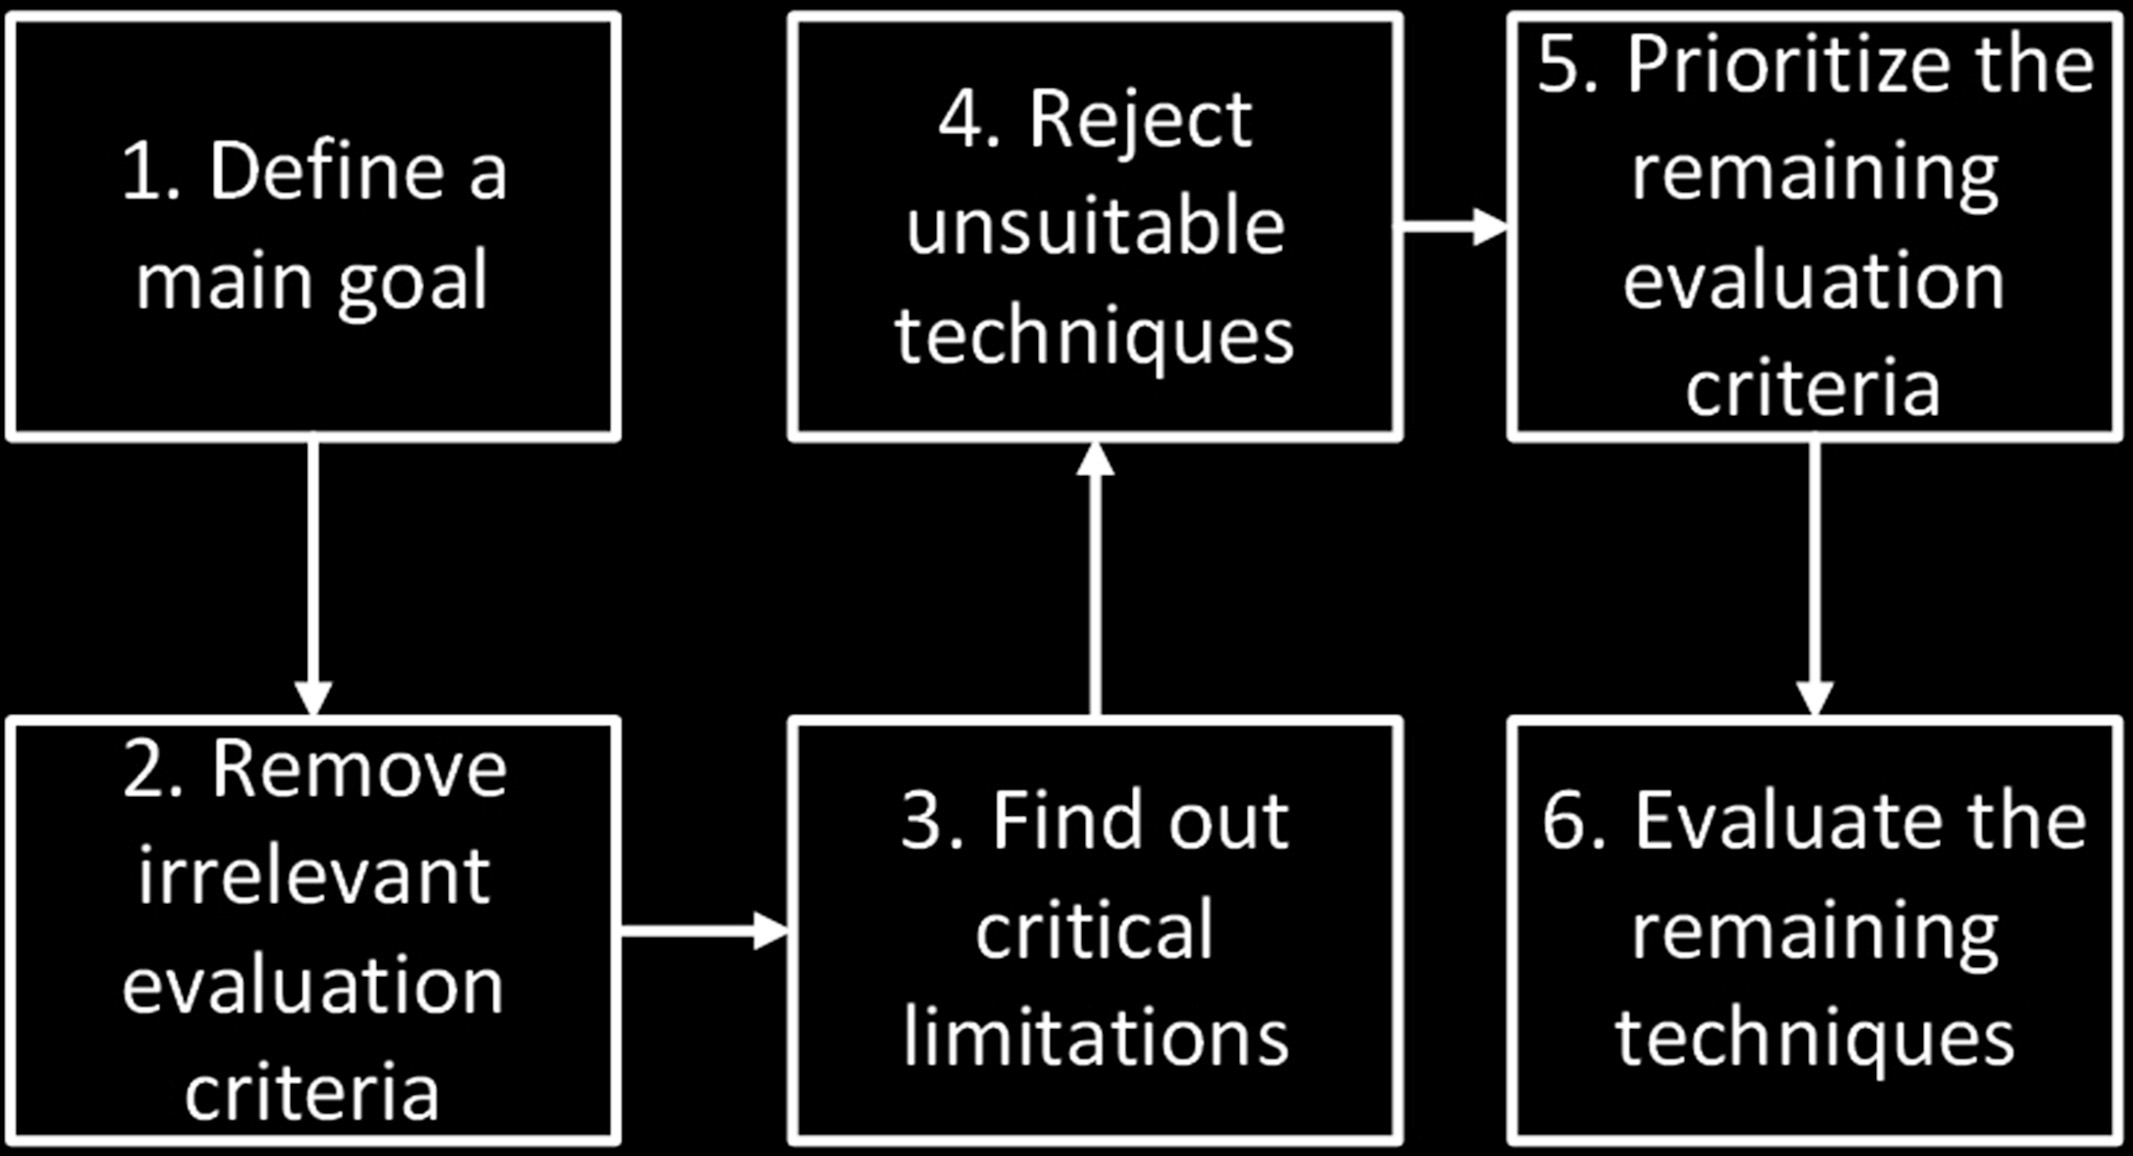 1. Define a
main goal
2. Remove
irrelevant
evaluation
criteria
3. Find out
critical
limitations
4. Reject
unsuitable
techniques
5. Prioritize the
remaining
evaluation
criteria
6. Evaluate the
remaining
techniques